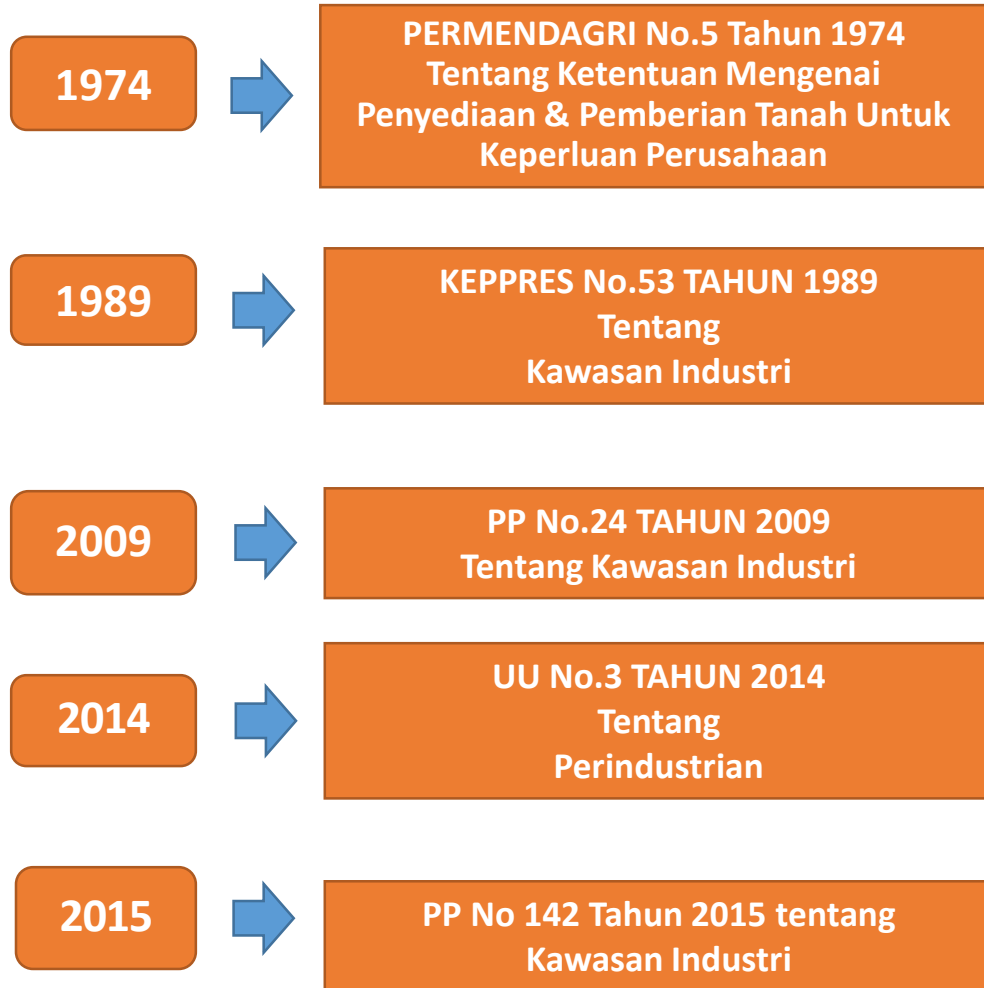 1974
PERMENDAGRI No.5 Tahun 1974
Tentang Ketentuan Mengenai
Penyediaan & Pemberian Tanah Untuk
Keperluan Perusahaan
1989
KEPPRES No.53 TAHUN 1989
Tentang
Kawasan Industri
2009
PP No.24 TAHUN 2009
Tentang Kawasan Industri
2014
UU No.3 TAHUN 2014
Tentang
Perindustrian
2015
PP No 142 Tahun 2015 tentang
Kawasan Industri